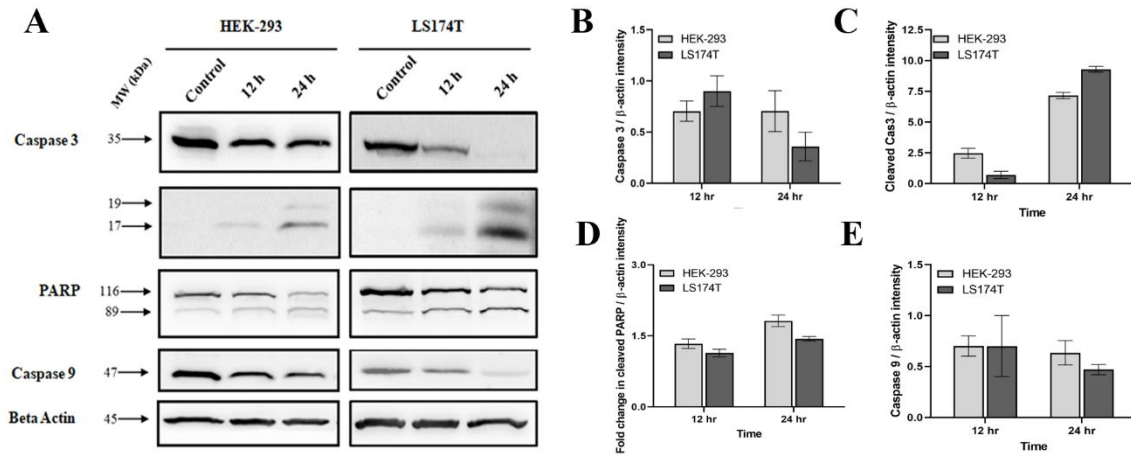 A
HEK-293
LS174T
MW (kDa)
Control
12 h
24 h
Control
12 h
24 h
Caspase 3
35
19
17
PARP
116
89
Caspase 9
47
Beta Actin
45
B
Caspase 3 / β-actin intensity
1.5
1.0
0.5
0.0
HEK-293
LS174T
12 hr
24 hr
C
Cleaved Cas3 / β-actin intensity
12.5
10.0
7.5
5.0
2.5
0.0
HEK-293
LS174T
12 hr
24 hr
Time
D
Fold change in cleaved PARP / β-actin intensity
3.0
1.5
0.0
HEK-293
LS174T
12 hr
24 hr
Time
E
Caspase 9 / β-actin intensity
1.5
1.0
0.5
0.0
HEK-293
LS174T
12 hr
24 hr
Time